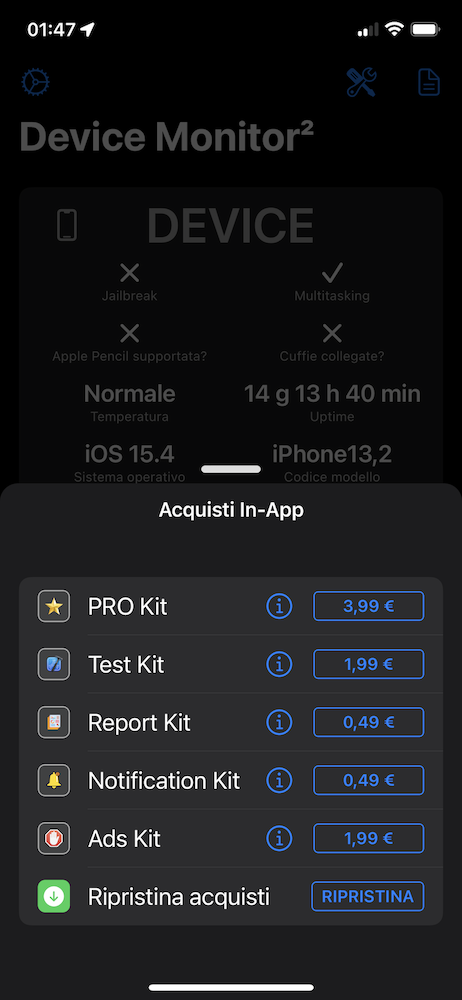 01:47
Device Monitor²
DEVICE
Jailbreak
Multitasking
Apple Pencil supportata?
Cuffie collegate?
Normale
14 g 13 h 40 min
Temperatura
Uptime
iOS 15.4
iPhone13,2
Sistema operativo
Codice modello
Acquisti In-App
PRO Kit
3,99 €
Test Kit
1,99 €
Report Kit
0,49 €
Notification Kit
0,49 €
Ads Kit
1,99 €
Ripristina acquisti
RIPRISTINA